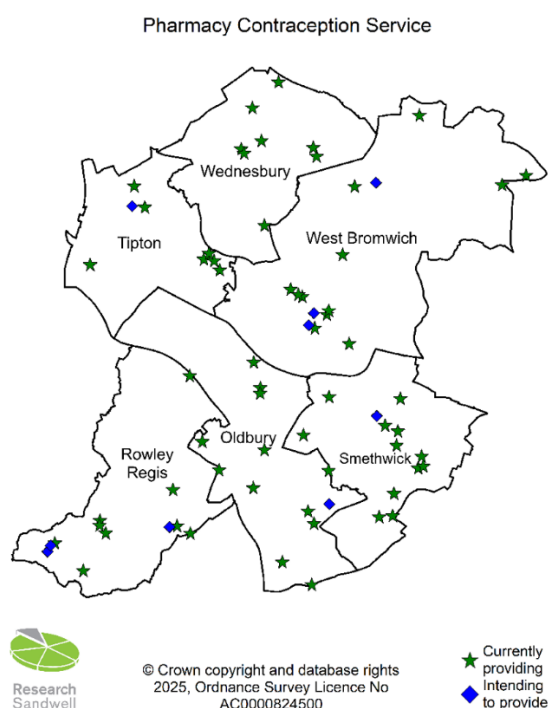 Pharmacy Contraception Service
Wednesbury
West Bromwich
Tipton
Oldbury
Smethwick
Rowley
Regis
Research
Sandwell
© Crown copyright and database rights
2025, Ordnance Survey Licence No
AC0000824500
Currently
providing
Intending
to provide